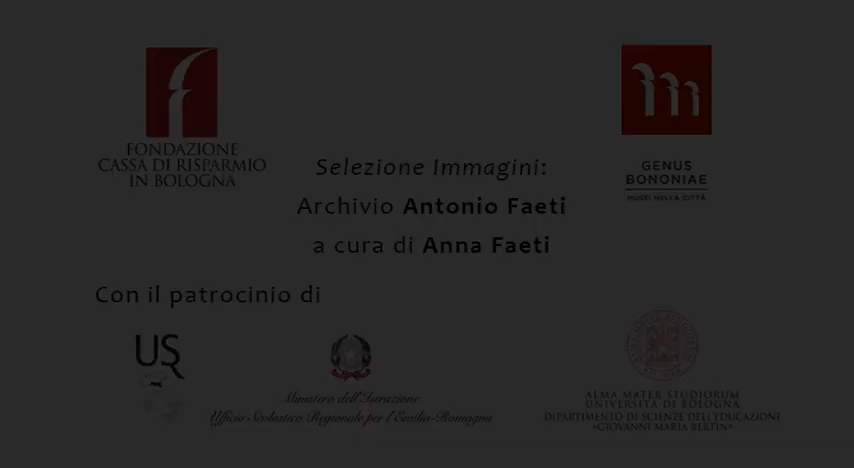 FONDAZIONE
CASSA DI RISPARMIO
IN BOLOGNA
GENUS
BONONIAE
MUSEI NELLA CITTÀ
Selezione Immagini:
Archivio Antonio Faeti
a cura di Anna Faeti
Con il patrocinio di
USR
Ministero dell'Istruzione
Ufficio Scolastico Regionale per l'Emilia-Romagna
ALMA MATER STUDIORUM
UNIVERSITÀ DI BOLOGNA
DIPARTIMENTO DI SCIENZE DELL'EDUCAZIONE
«GIOVANNI MARIA BERTIN»